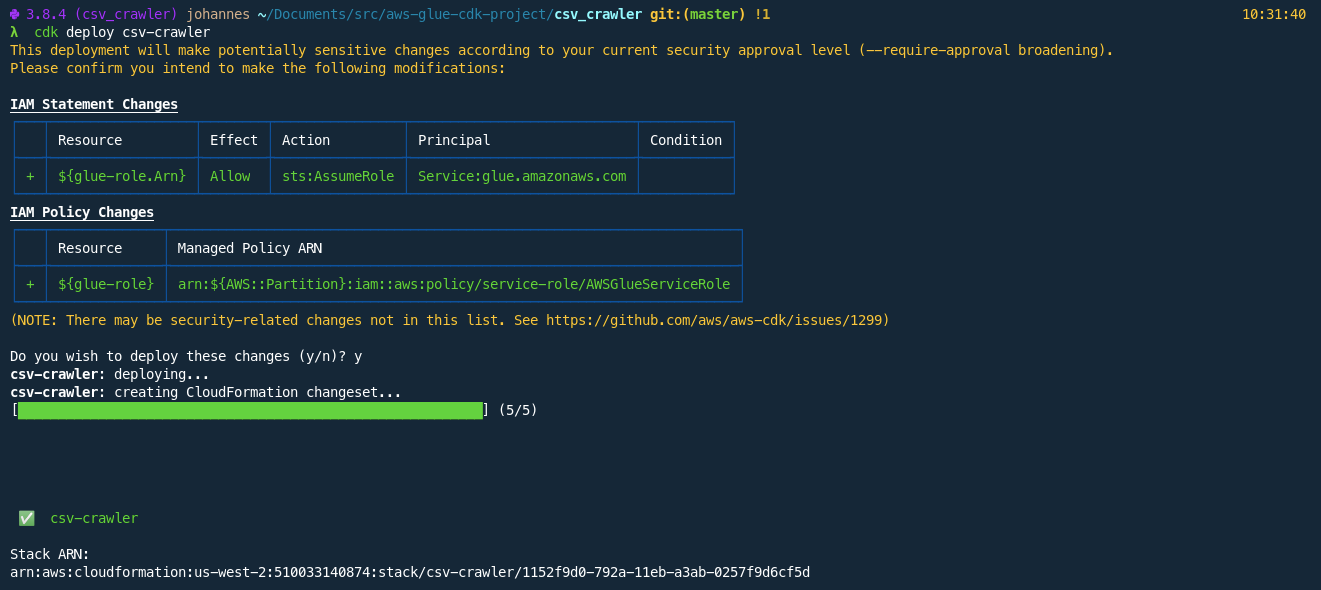 3.8.4 (csv_crawler) johannes ~/Documents/src/aws-glue-cdk-project/csv_crawler git:(master) !1 10:31:40
λ cdk deploy csv-crawler
This deployment will make potentially sensitive changes according to your current security approval level (--require-approval broadening).
Please confirm you intend to make the following modifications:
IAM Statement Changes
Resource Effect Action Principal Condition
+ ${glue-role.Arn} Allow sts:AssumeRole Service:glue.amazonaws.com
IAM Policy Changes
Resource Managed Policy ARN
+ ${glue-role} arn:${AWS::Partition}:iam::aws:policy/service-role/AWSGlueServiceRole
(NOTE: There may be security-related changes not in this list. See https://github.com/aws/aws-cdk/issues/1299)
Do you wish to deploy these changes (y/n)? y
csv-crawler: deploying...
csv-crawler: creating CloudFormation changeset...
[██████████████████████████████████████████████████████████] (5/5)
✅ csv-crawler
Stack ARN:
arn:aws:cloudformation:us-west-2:510033140874:stack/csv-crawler/1152f9d0-792a-11eb-a3ab-0257f9d6cf5d